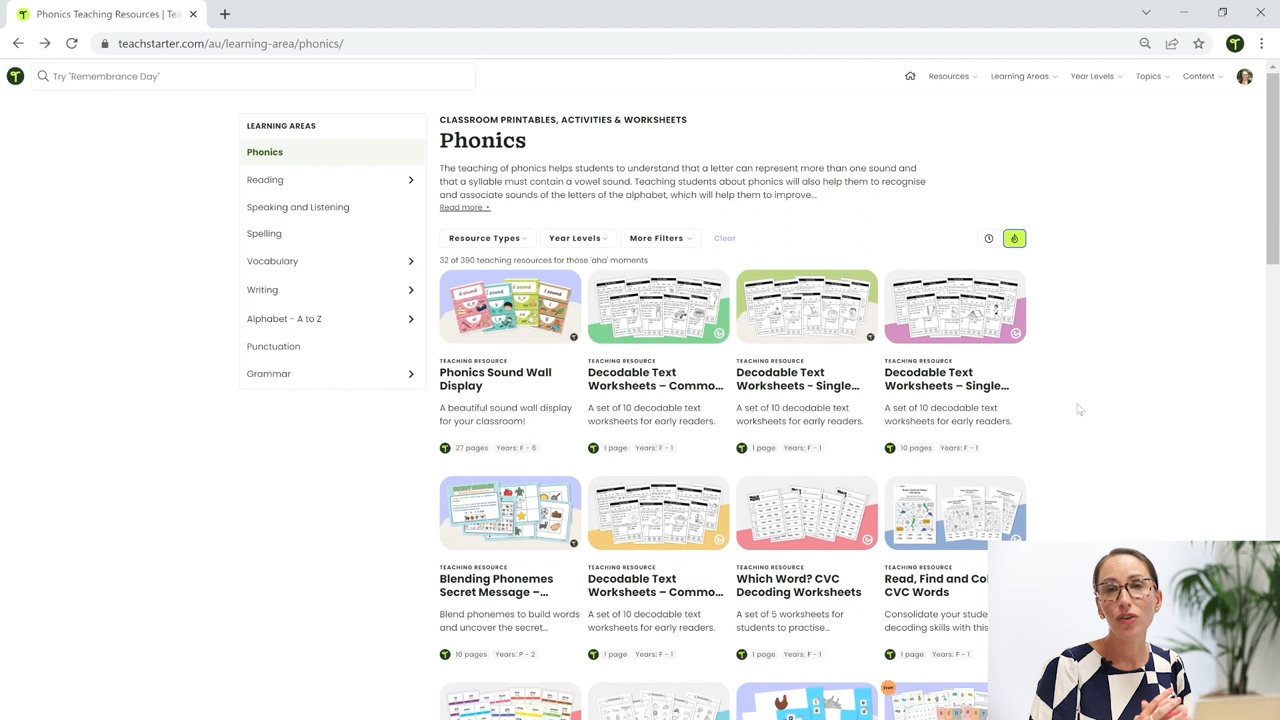 Phonics Teaching Resources | Tea
teachstarter.com/au/learning-area/phonics/
Try "Remembrance Day"
Resources
Learning Areas
Year Levels
Topics
Content
LEARNING AREAS
Phonics
Reading
Speaking and Listening
Spelling
Vocabulary
Writing
Alphabet - A to Z
Punctuation
Grammar
CLASSROOM PRINTABLES, ACTIVITIES & WORKSHEETS
Phonics
The teaching of phonics helps students to understand that a letter can represent more than one sound and
that a syllable must contain a vowel sound. Teaching students about phonics will also help them to recognise
and associate sounds of the letters of the alphabet, which will help them to improve...
Read more
Resource Types
Year Levels
More Filters
Clear
32 of 390 teaching resources for those 'aha' moments
TEACHING RESOURCE
Phonics Sound Wall
Display
A beautiful sound wall display
for your classroom!
27 pages Years: F - 6
TEACHING RESOURCE
Decodable Text
Worksheets – Commo...
A set of 10 decodable text
worksheets for early readers.
1 page Years: F - 1
TEACHING RESOURCE
Decodable Text
Worksheets - Single...
A set of 10 decodable text
worksheets for early readers.
1 page Years: F - 1
TEACHING RESOURCE
Decodable Text
Worksheets – Single...
A set of 10 decodable text
worksheets for early readers.
10 pages Years: F - 1
TEACHING RESOURCE
Blending Phonemes
Secret Message –...
Blend phonemes to build words
and uncover the secret...
10 pages Years: P - 2
TEACHING RESOURCE
Decodable Text
Worksheets – Commo...
A set of 10 decodable text
worksheets for early readers.
1 page Years: F - 1
TEACHING RESOURCE
Which Word? CVC
Decoding Worksheets
A set of 5 worksheets for
students to practise...
1 page Years: F - 1
TEACHING RESOURCE
Read, Find and Col
CVC Words
Consolidate your stude
decoding skills with this
1 page Years: F - 1